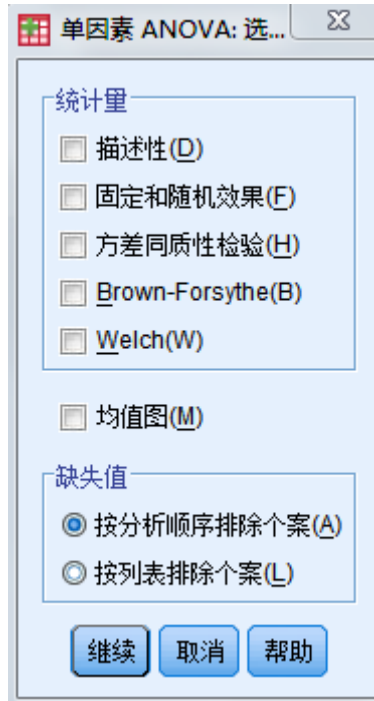 单因素 ANOVA: 选...
统计量
描述性(D)
固定和随机效果(F)
方差同质性检验(H)
Brown-Forsythe(B)
Welch(W)
均值图(M)
缺失值
按分析顺序排除个案(A)
按列表排除个案(L)
继续 取消 帮助